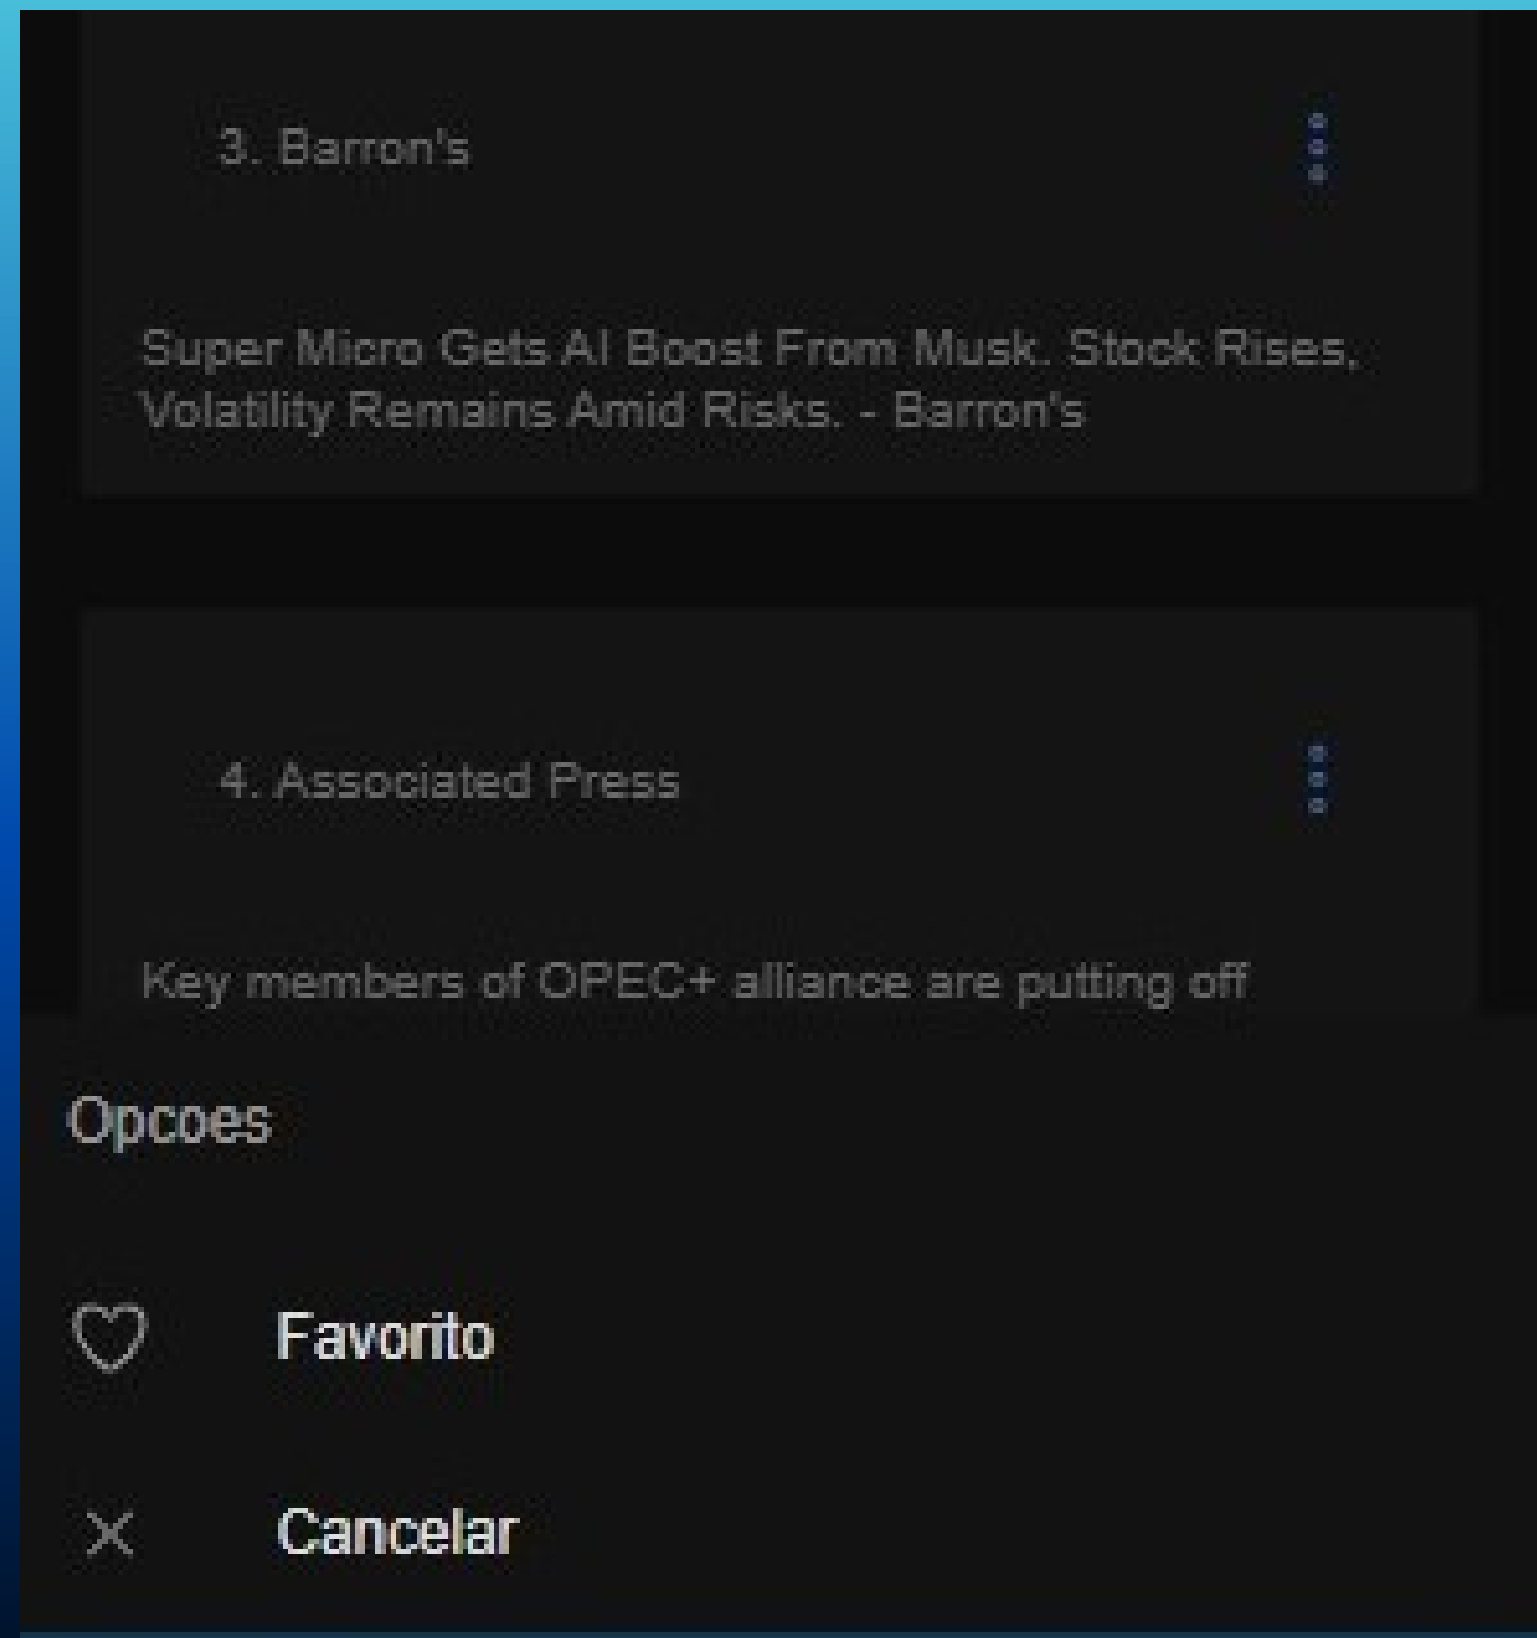 3. Barron's
Super Micro Gets AI Boost From Musk. Stock Rises,
Volatility Remains Amid Risks. - Barron's
4. Associated Press
Key members of OPEC+ alliance are putting off
Opcoes
Favorito
Cancelar